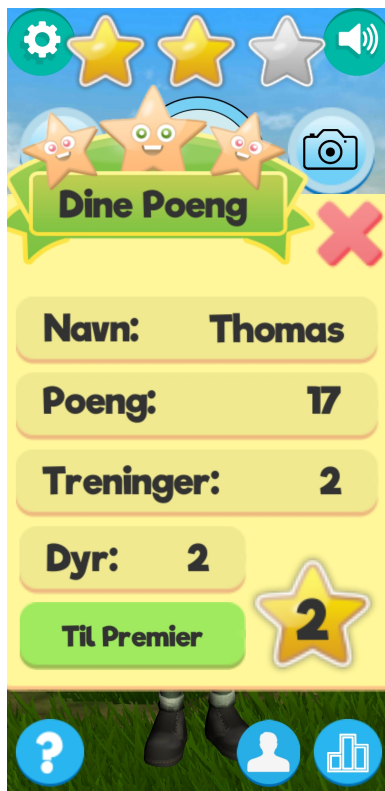 Dine Poeng
Navn: Thomas
Poeng: 17
Treninger: 2
Dyr: 2
Til Premier
2
?